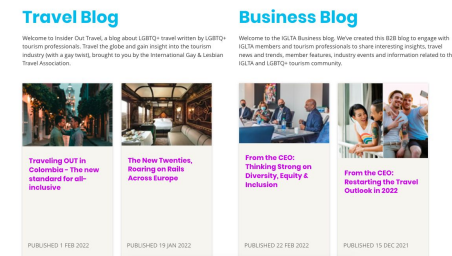 Travel Blog
Welcome to Insider Out Travel, a blog about LGBTQ+ travel written by LGBTQ+
tourism professionals. Travel the globe and gain insight into the tourism
industry (with a gay twist), brought to you by the International Gay & Lesbian
Travel Association.
Traveling OUT in
Colombia – The new
standard for all-
inclusive
PUBLISHED 1 FEB 2022
The New Twenties,
Roaring on Rails
Across Europe
PUBLISHED 19 JAN 2022
Business Blog
Welcome to the IGLTA Business blog. We've created this B2B blog to engage with
IGLTA members and tourism professionals to share interesting insights, travel
news and trends, member features, industry events and information related to th
IGLTA and LGBTQ+ tourism community.
From the CEO:
Thinking Strong on
Diversity, Equity &
Inclusion
PUBLISHED 22 FEB 2022
From the CEO:
Restarting the Travel
Outlook in 2022
PUBLISHED 15 DEC 2021